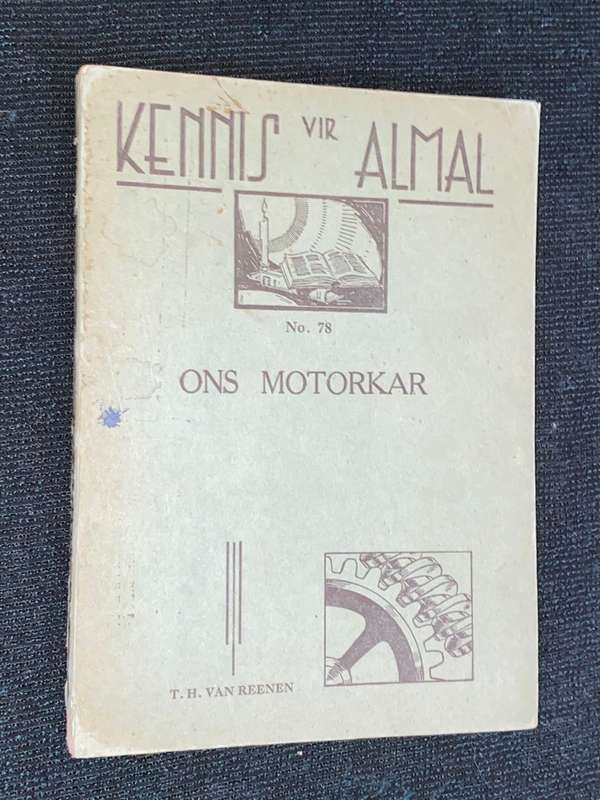 KENNIS VIR ALMAL
No. 78
ONS MOTORKAR
T. H. VAN REENEN